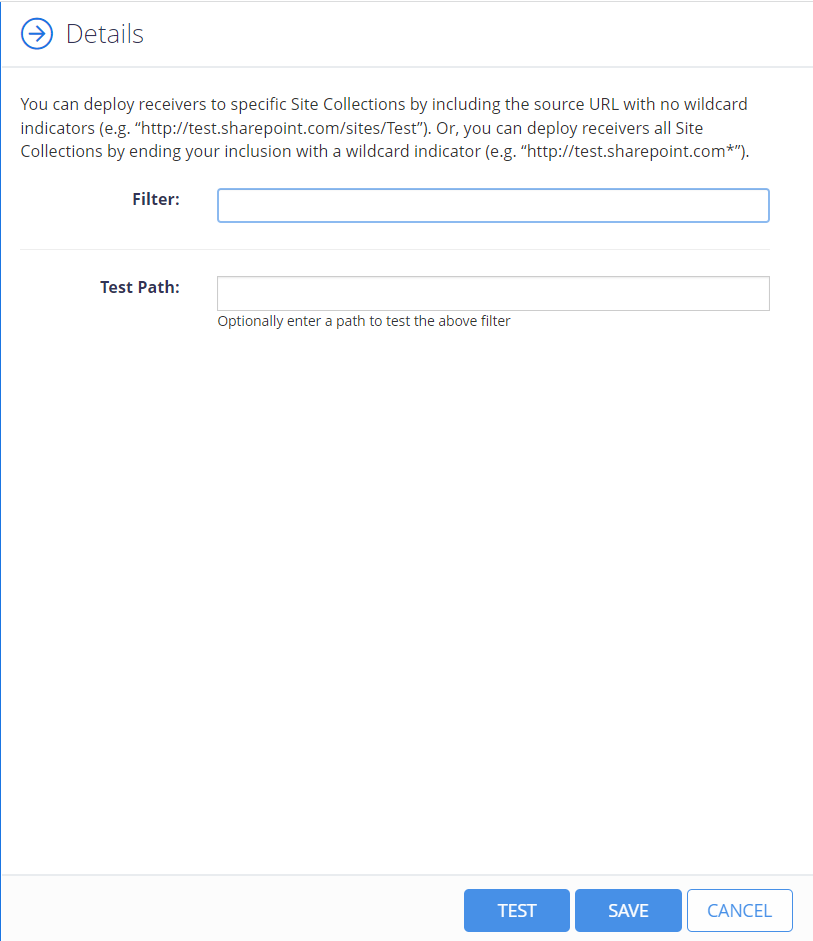 Details
You can deploy receivers to specific Site Collections by including the source URL with no wildcard
indicators (e.g. “http://test.sharepoint.com/sites/Test”). Or, you can deploy receivers all Site
Collections by ending your inclusion with a wildcard indicator (e.g. “http://test.sharepoint.com*”).
Filter:
Test Path:
Optionally enter a path to test the above filter
TEST SAVE CANCEL